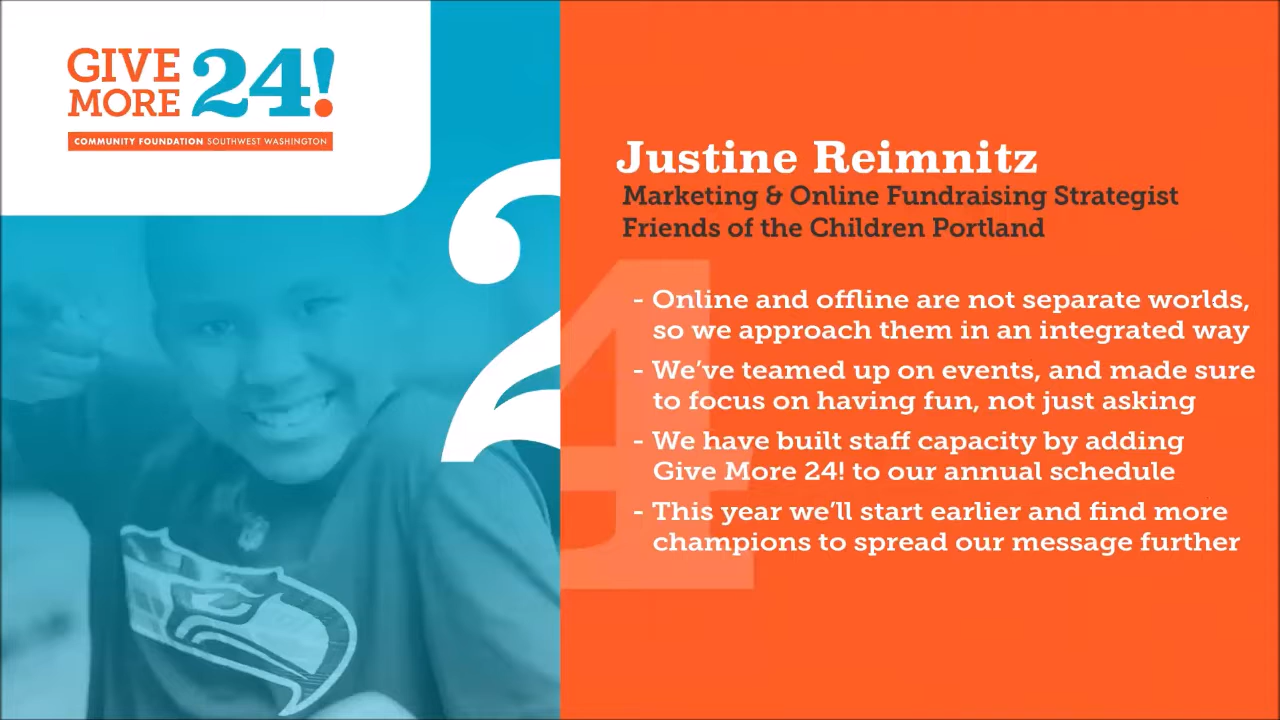 GIVE
MORE 24!
COMMUNITY FOUNDATION SOUTHWEST WASHINGTON
24
Justine Reimnitz
Marketing & Online Fundraising Strategist
Friends of the Children Portland
- Online and offline are not separate worlds,
so we approach them in an integrated way
- We've teamed up on events, and made sure
to focus on having fun, not just asking
- We have built staff capacity by adding
Give More 24! to our annual schedule
- This year we'll start earlier and find more
champions to spread our message further